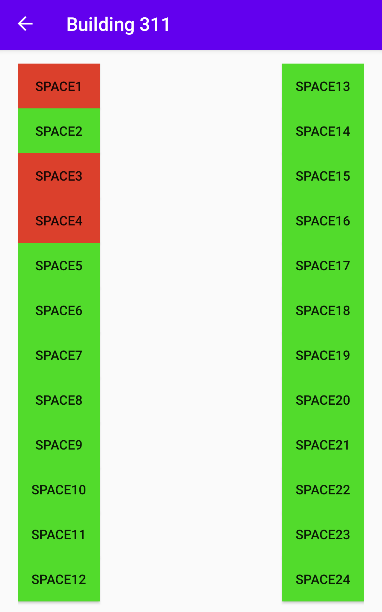 Building 311
SPACE1
SPACE2
SPACE3
SPACE4
SPACE5
SPACE6
SPACE7
SPACE8
SPACE9
SPACE10
SPACE11
SPACE12
SPACE13
SPACE14
SPACE15
SPACE16
SPACE17
SPACE18
SPACE19
SPACE20
SPACE21
SPACE22
SPACE23
SPACE24